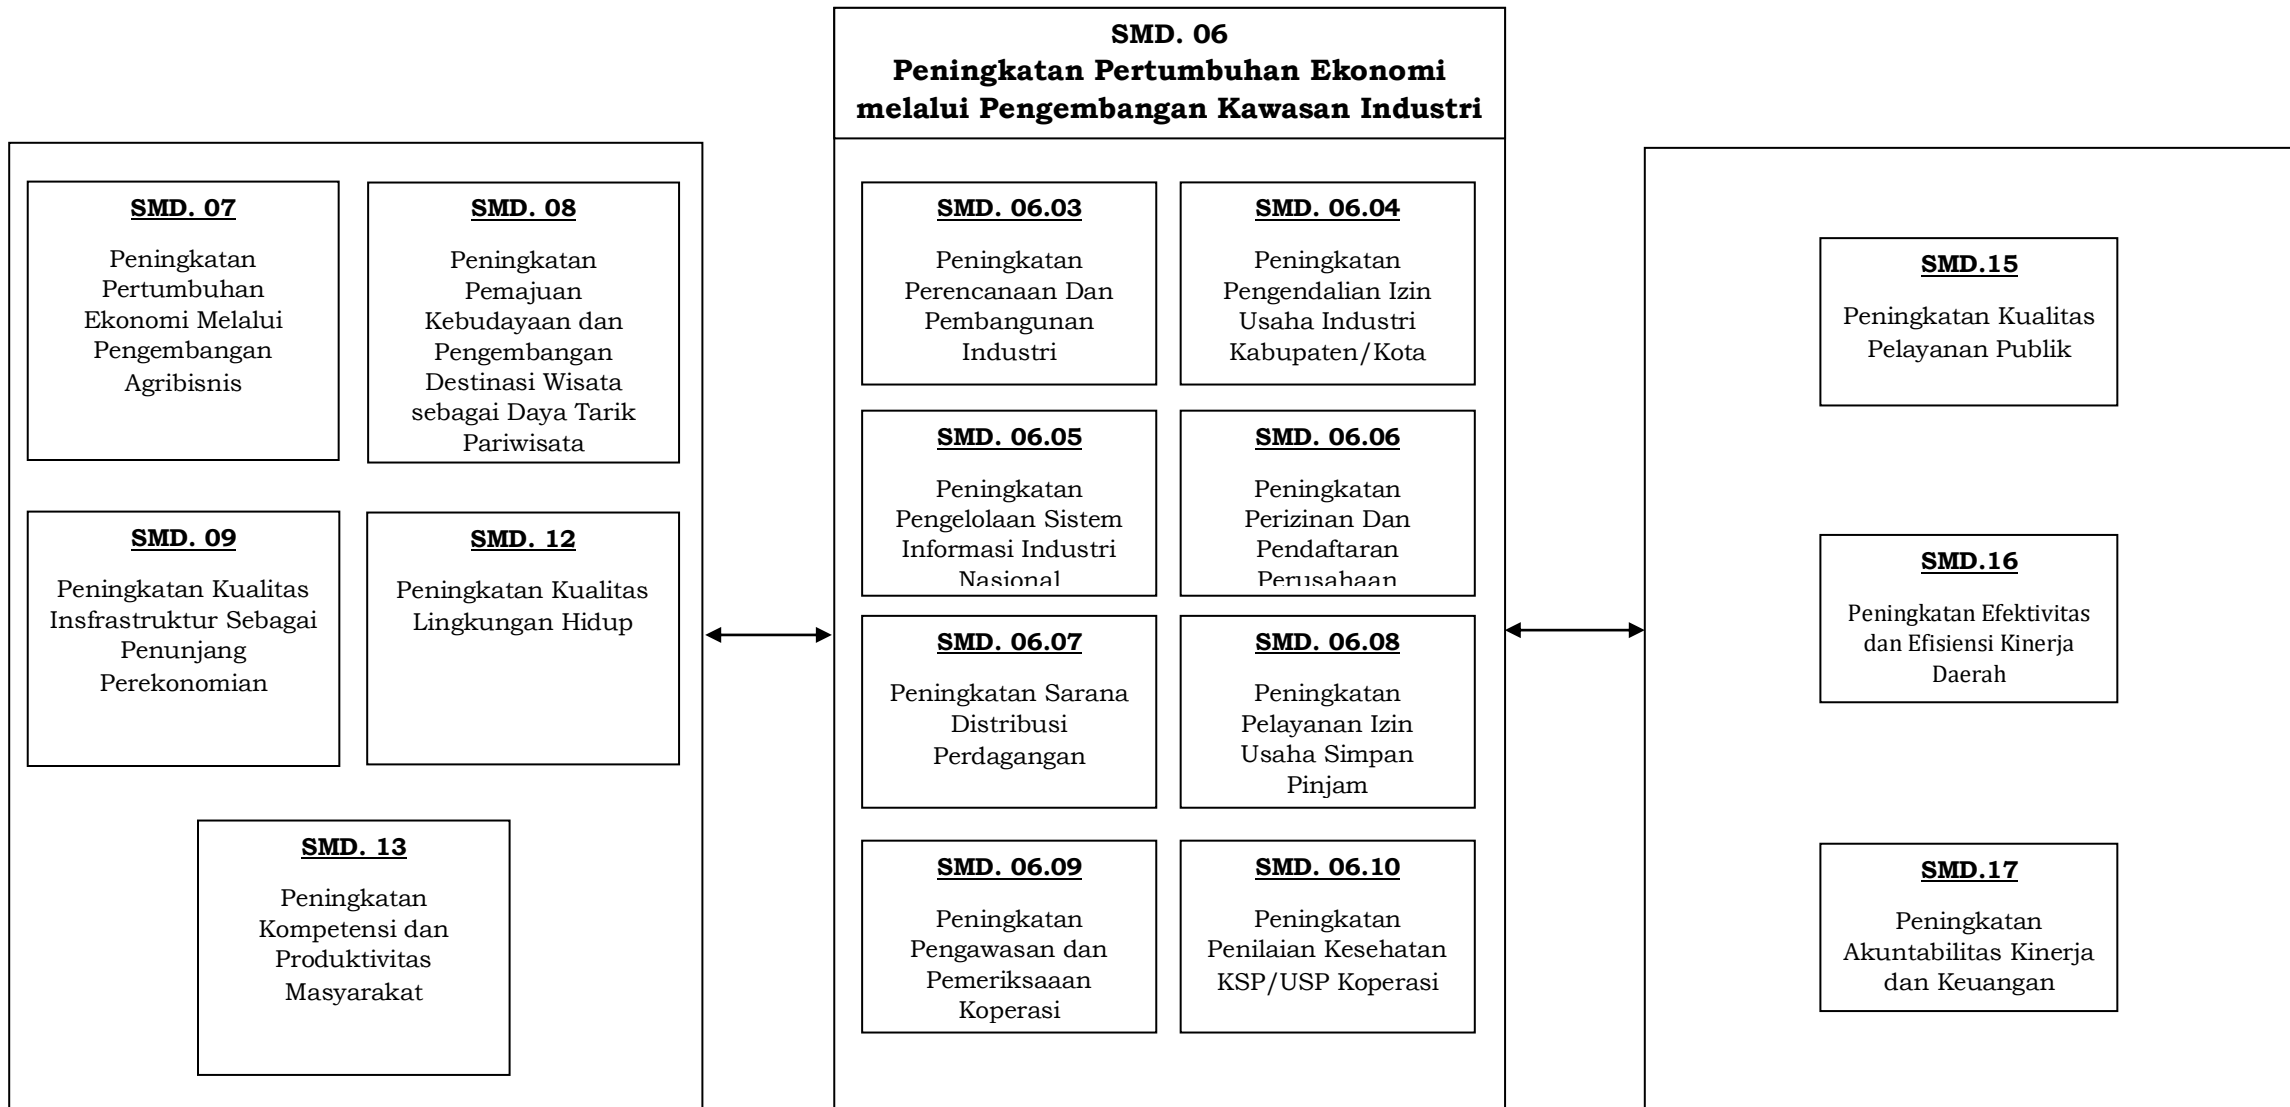 SMD. 06
Peningkatan Pertumbuhan Ekonomi
melalui Pengembangan Kawasan Industri
SMD. 07
Peningkatan
Pertumbuhan
Ekonomi Melalui
Pengembangan
Agribisnis
SMD. 08
Peningkatan
Pemajuan
Kebudayaan dan
Pengembangan
Destinasi Wisata
sebagai Daya Tarik
Pariwisata
SMD. 09
Peningkatan Kualitas
Insfrastruktur Sebagai
Penunjang
Perekonomian
SMD. 12
Peningkatan Kualitas
Lingkungan Hidup
SMD. 13
Peningkatan
Kompetensi dan
Produktivitas
Masyarakat
SMD. 06.03
Peningkatan
Perencanaan Dan
Pembangunan
Industri
SMD. 06.04
Peningkatan
Pengendalian Izin
Usaha Industri
Kabupaten/Kota
SMD. 06.05
Peningkatan
Pengelolaan Sistem
Informasi Industri
Nasional
SMD. 06.06
Peningkatan
Perizinan Dan
Pendaftaran
Perusahaan
SMD. 06.07
Peningkatan Sarana
Distribusi
Perdagangan
SMD. 06.08
Peningkatan
Pelayanan Izin
Usaha Simpan
Pinjam
SMD. 06.09
Peningkatan
Pengawasan dan
Pemeriksaaan
Koperasi
SMD. 06.10
Peningkatan
Penilaian Kesehatan
KSP/USP Koperasi
SMD.15
Peningkatan Kualitas
Pelayanan Publik
SMD.16
Peningkatan Efektivitas
dan Efisiensi Kinerja
Daerah
SMD.17
Peningkatan
Akuntabilitas Kinerja
dan Keuangan